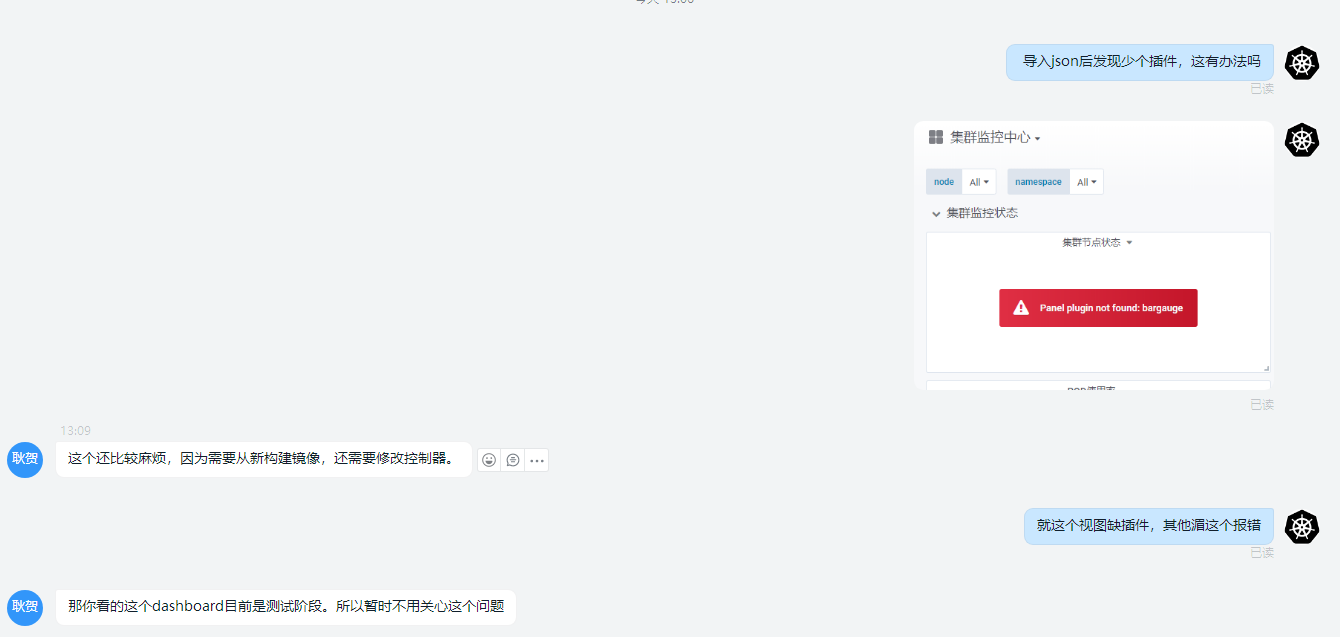 导入json后发现少个插件，这有办法吗
已读
集群监控中心
node All namespace All
集群监控状态
集群节点状态
Panel plugin not found: bargauge
已读
13:09
耿贺
这个还比较麻烦，因为需要从新构建镜像，还需要修改控制器。
就这个视图缺插件，其他湄这个报错
已读
耿贺
那你看的这个dashboard目前是测试阶段。所以暂时不用关心这个问题